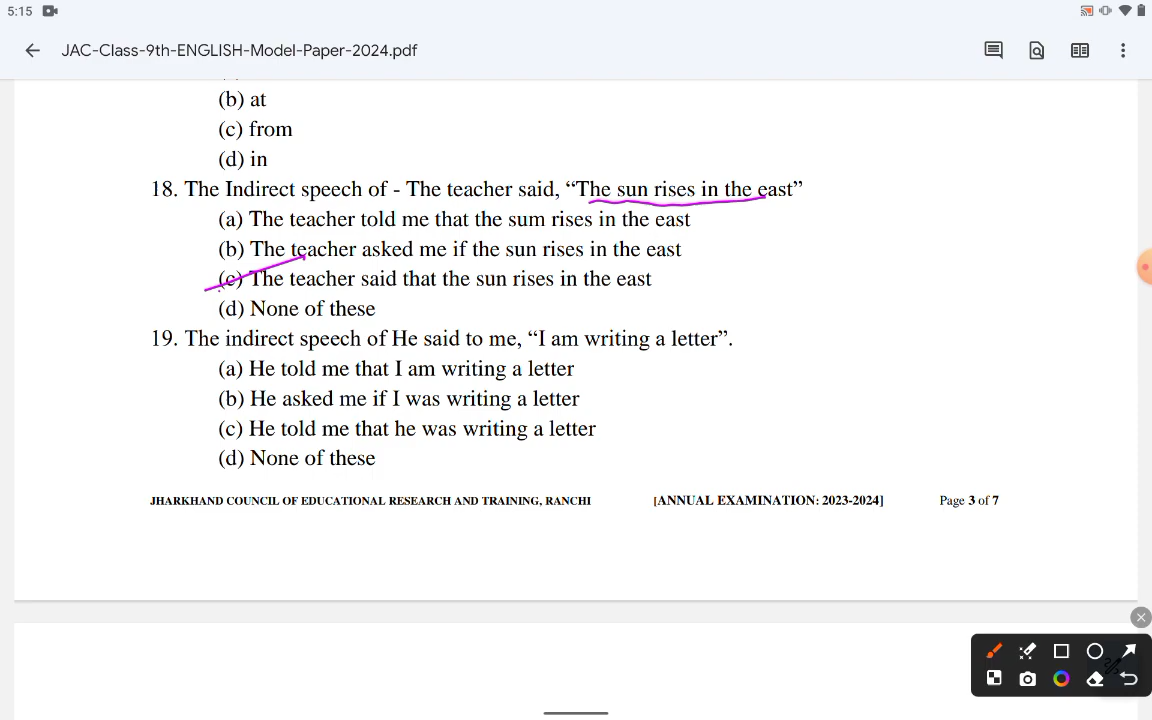 5:15
JAC-Class-9th-ENGLISH-Model-Paper-2024.pdf
(b) at
(c) from
(d) in
18. The Indirect speech of - The teacher said, “The sun rises in the east”
(a) The teacher told me that the sum rises in the east
(b) The teacher asked me if the sun rises in the east
(c) The teacher said that the sun rises in the east
(d) None of these
19. The indirect speech of He said to me, “I am writing a letter”.
(a) He told me that I am writing a letter
(b) He asked me if I was writing a letter
(c) He told me that he was writing a letter
(d) None of these
JHARKHAND COUNCIL OF EDUCATIONAL RESEARCH AND TRAINING, RANCHI [ANNUAL EXAMINATION: 2023-2024] Page 3 of 7